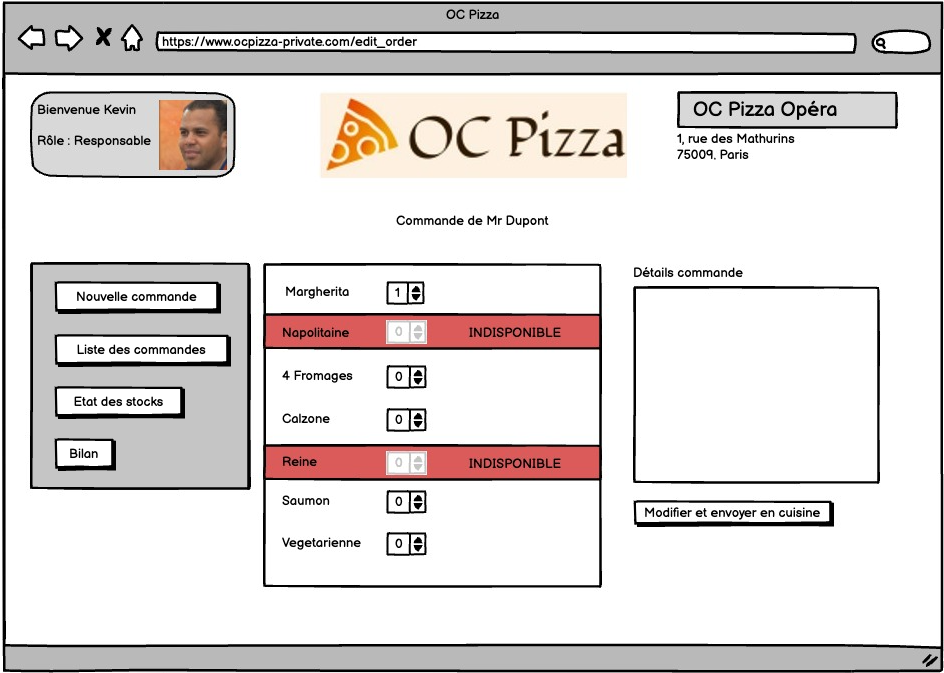 OC Pizza
https://www.ocpizza-private.com/edit_order
Bienvenue Kevin
Rôle : Responsable
OC Pizza
OC Pizza Opéra
1, rue des Mathurins
75009, Paris
Commande de Mr Dupont
Nouvelle commande
Liste des commandes
Etat des stocks
Bilan
Margherita 1
Napolitaine 0 INDISPONIBLE
4 Fromages 0
Calzone 0
Reine 0 INDISPONIBLE
Saumon 0
Vegetarienne 0
Détails commande
Modifier et envoyer en cuisine